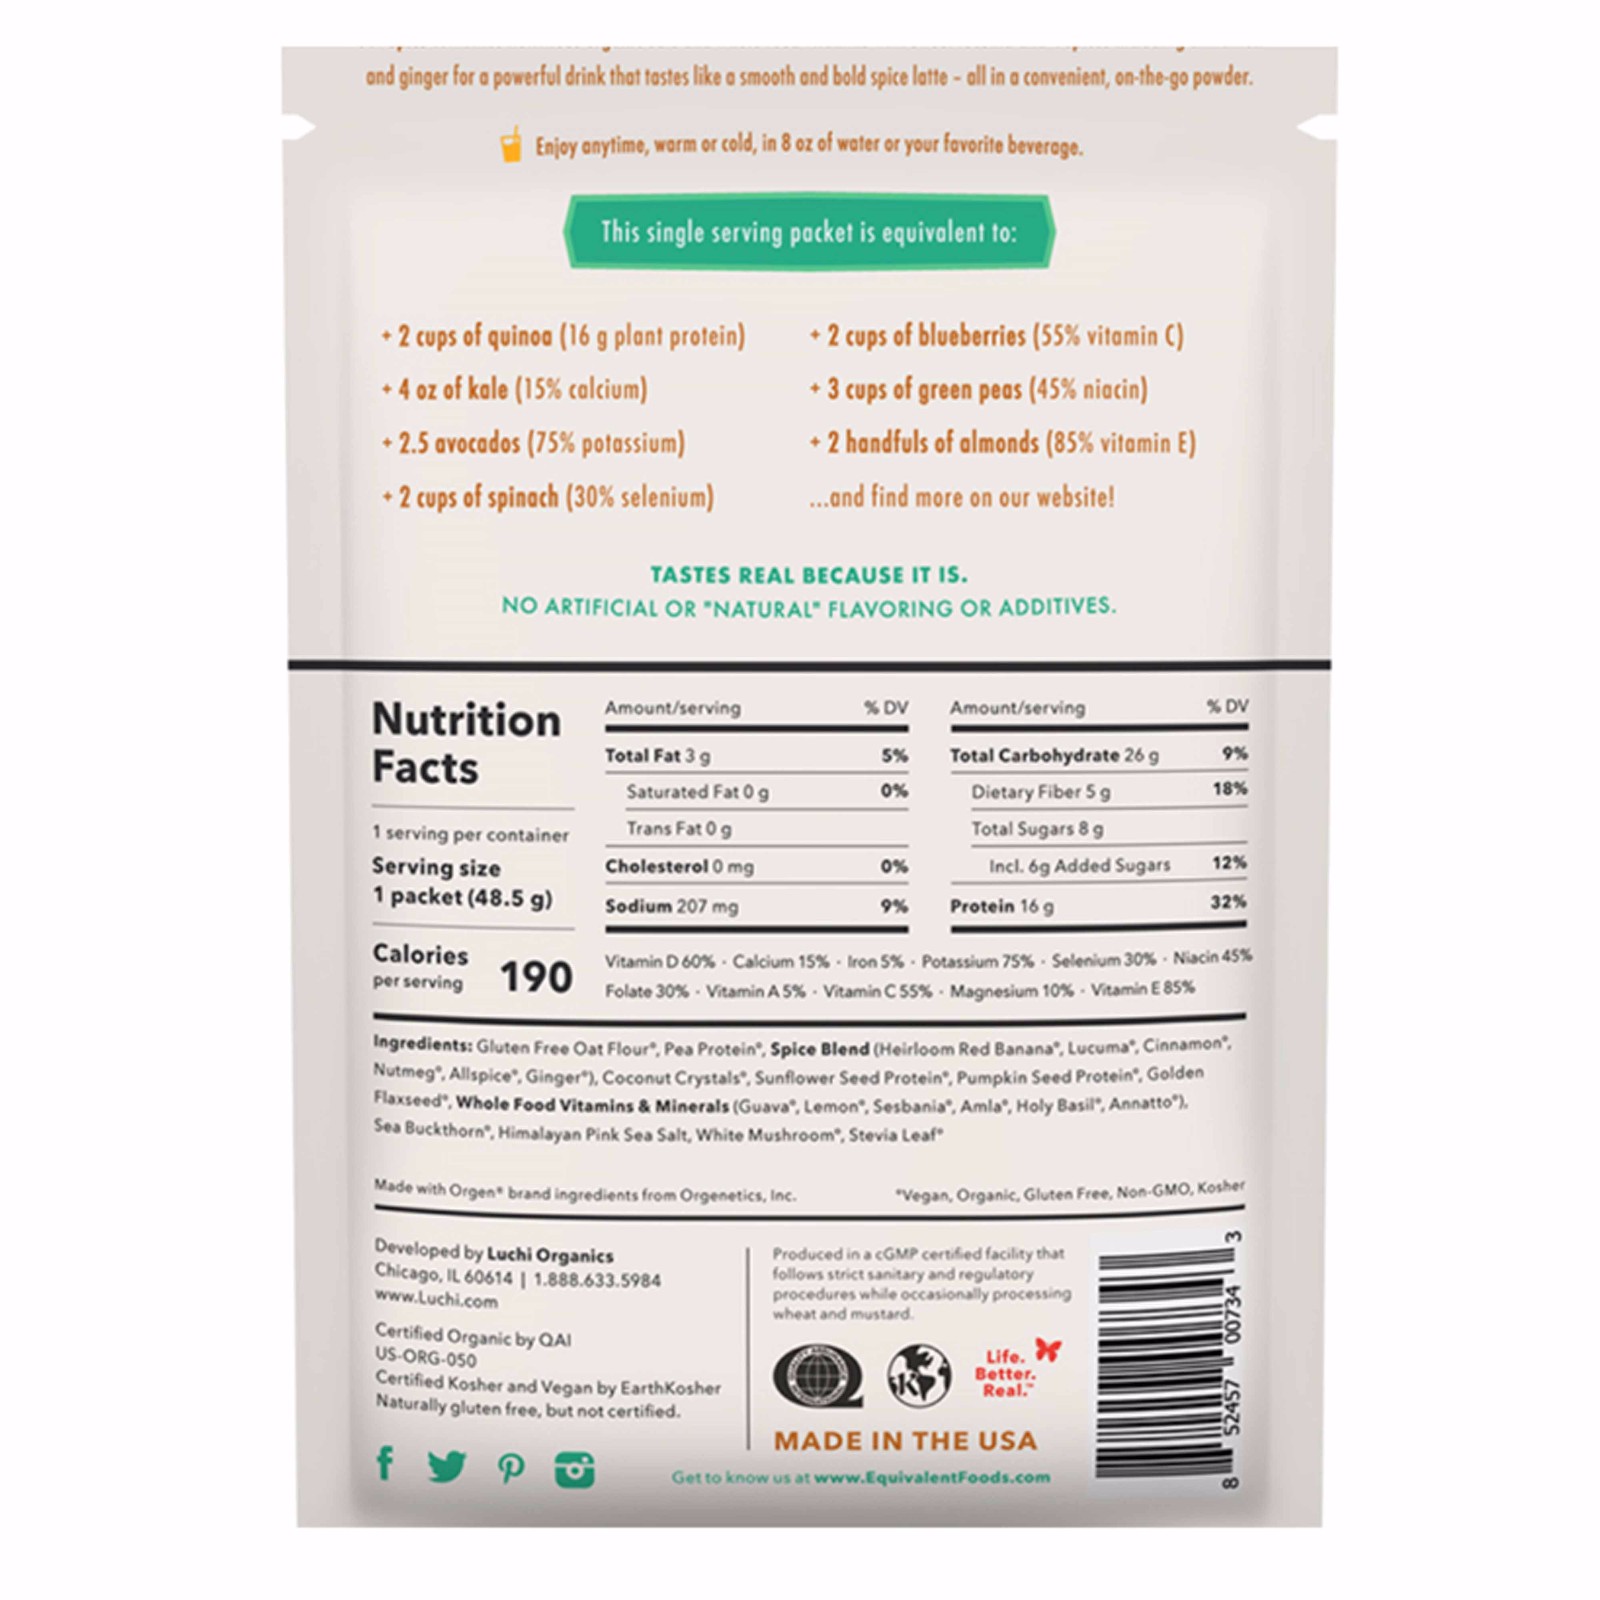 and ginger for a powerful drink that tastes like a smooth and bold spice latte – all in a convenient, on-the-go powder.
Enjoy anytime, warm or cold, in 8 oz of water or your favorite beverage.
This single serving packet is equivalent to:
+ 2 cups of quinoa (16 g plant protein)
+ 4 oz of kale (15% calcium)
+ 2.5 avocados (75% potassium)
+ 2 cups of spinach (30% selenium)
+ 2 cups of blueberries (55% vitamin C)
+ 3 cups of green peas (45% niacin)
+ 2 handfuls of almonds (85% vitamin E)
...and find more on our website!
TASTES REAL BECAUSE IT IS.
NO ARTIFICIAL OR "NATURAL" FLAVORING OR ADDITIVES.
Nutrition
Facts
1 serving per container
Serving size
1 packet (48.5 g)
Calories
per serving
190
Amount/serving % DV
Total Fat 3 g 5%
Saturated Fat 0 g 0%
Trans Fat 0 g
Cholesterol 0 mg 0%
Sodium 207 mg 9%
Amount/serving % DV
Total Carbohydrate 26 g 9%
Dietary Fiber 5 g 18%
Total Sugars 8 g
Incl. 6g Added Sugars 12%
Protein 16 g 32%
Vitamin D 60% · Calcium 15% · Iron 5% · Potassium 75% · Selenium 30% · Niacin 45%
Folate 30% · Vitamin A 5% · Vitamin C 55% · Magnesium 10% · Vitamin E 85%
Ingredients: Gluten Free Oat Flour*, Pea Protein*, Spice Blend (Heirloom Red Banana*, Lucuma*, Cinnamon*,
Nutmeg*, Allspice*, Ginger*), Coconut Crystals*, Sunflower Seed Protein*, Pumpkin Seed Protein*, Golden
Flaxseed*, Whole Food Vitamins & Minerals (Guava*, Lemon*, Sesbania*, Amla*, Holy Basil*, Annatto*),
Sea Buckthorn*, Himalayan Pink Sea Salt, White Mushroom*, Stevia Leaf*
Made with Orgen® brand ingredients from Orgenetics, Inc.
*Vegan, Organic, Gluten Free, Non-GMO, Kosher
Developed by Luchi Organics
Chicago, IL 60614 | 1.888.633.5984
www.Luchi.com
Certified Organic by QAI
US-ORG-050
Certified Kosher and Vegan by EarthKosher
Naturally gluten free, but not certified.
Produced in a cGMP certified facility that
follows strict sanitary and regulatory
procedures while occasionally processing
wheat and mustard.
QUALITY ASSURANCE
INTERNATIONAL
K
Life.
Better.
Real.™
MADE IN THE USA
Get to know us at www.EquivalentFoods.com
8 52457 00734 3